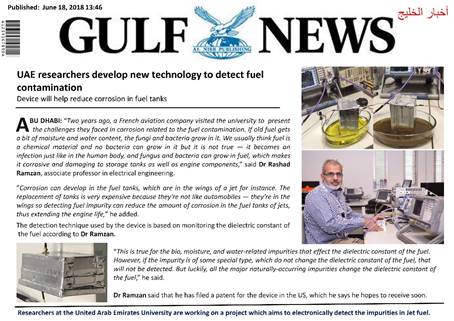 Published: June 18, 2018 13:46
أخبار الخليج
GULF NEWS
AL NISR PUBLISHING
UAE researchers develop new technology to detect fuel
contamination
Device will help reduce corrosion in fuel tanks
ABU DHABI: “Two years ago, a French aviation company visited the university to present
the challenges they faced in corrosion related to the fuel contamination. If old fuel gets
a bit of moisture and water content, the fungi and bacteria grow in it. We usually think fuel is
a chemical material and no bacteria can grow in it but it is not true — it becomes an
infection just like in the human body, and fungus and bacteria can grow in fuel, which makes
it corrosive and damaging to storage tanks as well as engine components,” said Dr Rashad
Ramzan, associate professor in electrical engineering.
“Corrosion can develop in the fuel tanks, which are in the wings of a jet for instance. The
replacement of tanks is very expensive because they’re not like automobiles — they’re in the
wings so detecting fuel impurity can reduce the amount of corrosion in the fuel tanks of jets,
thus extending the engine life,” he added.
The detection technique used by the device is based on monitoring the dielectric constant of
the fuel according to Dr Ramzan.
“This is true for the bio, moisture, and water-related impurities that effect the dielectric constant of the fuel.
However, if the impurity is of some special type, which do not change the dielectric constant of the fuel, that
will not be detected. But luckily, all the major naturally-occurring impurities change the dielectric constant of
the fuel,” he said.
Dr Ramzan said that he has filed a patent for the device in the US, which he says he hopes to receive soon.
Researchers at the United Arab Emirates University are working on a project which aims to electronically detect the impurities in Jet fuel.